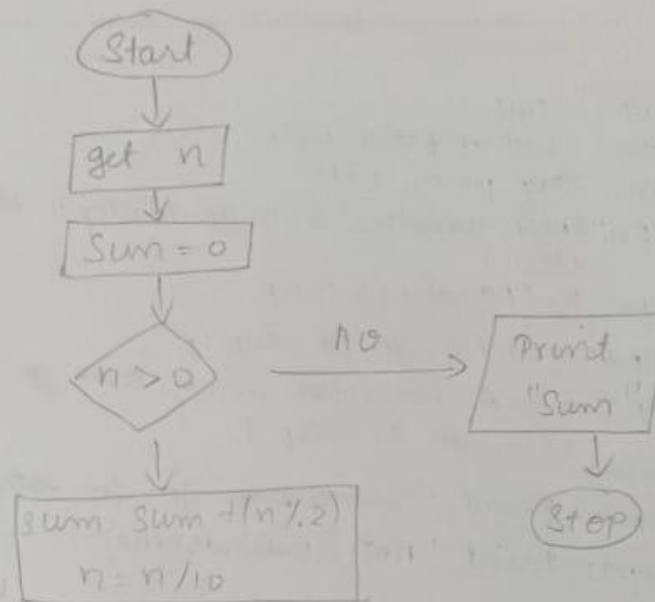 Start
get n
Sum = 0
n > 0
no
Print.
"Sum"
Stop
sum sum +(n%2)
n = n/10